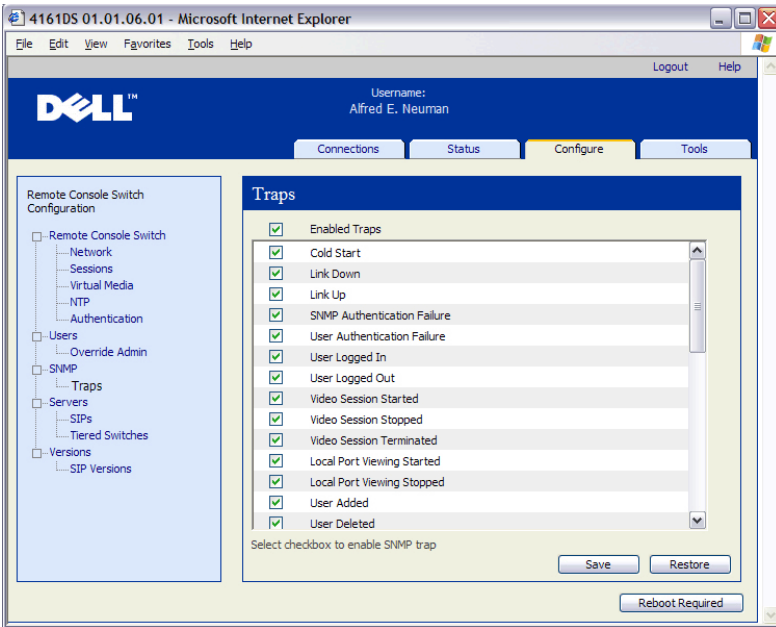 4161DS 01.01.06.01 - Microsoft Internet Explorer
File Edit View Favorites Tools Help
Logout Help
DELL™
Username:
Alfred E. Neuman
Connections Status Configure Tools
Remote Console Switch
Configuration
Remote Console Switch
Network
Sessions
Virtual Media
NTP
Authentication
Users
Override Admin
SNMP
Traps
Servers
SIPs
Tiered Switches
Versions
SIP Versions
Traps
Enabled Traps
Cold Start
Link Down
Link Up
SNMP Authentication Failure
User Authentication Failure
User Logged In
User Logged Out
Video Session Started
Video Session Stopped
Video Session Terminated
Local Port Viewing Started
Local Port Viewing Stopped
User Added
User Deleted
Select checkbox to enable SNMP trap
Save Restore
Reboot Required